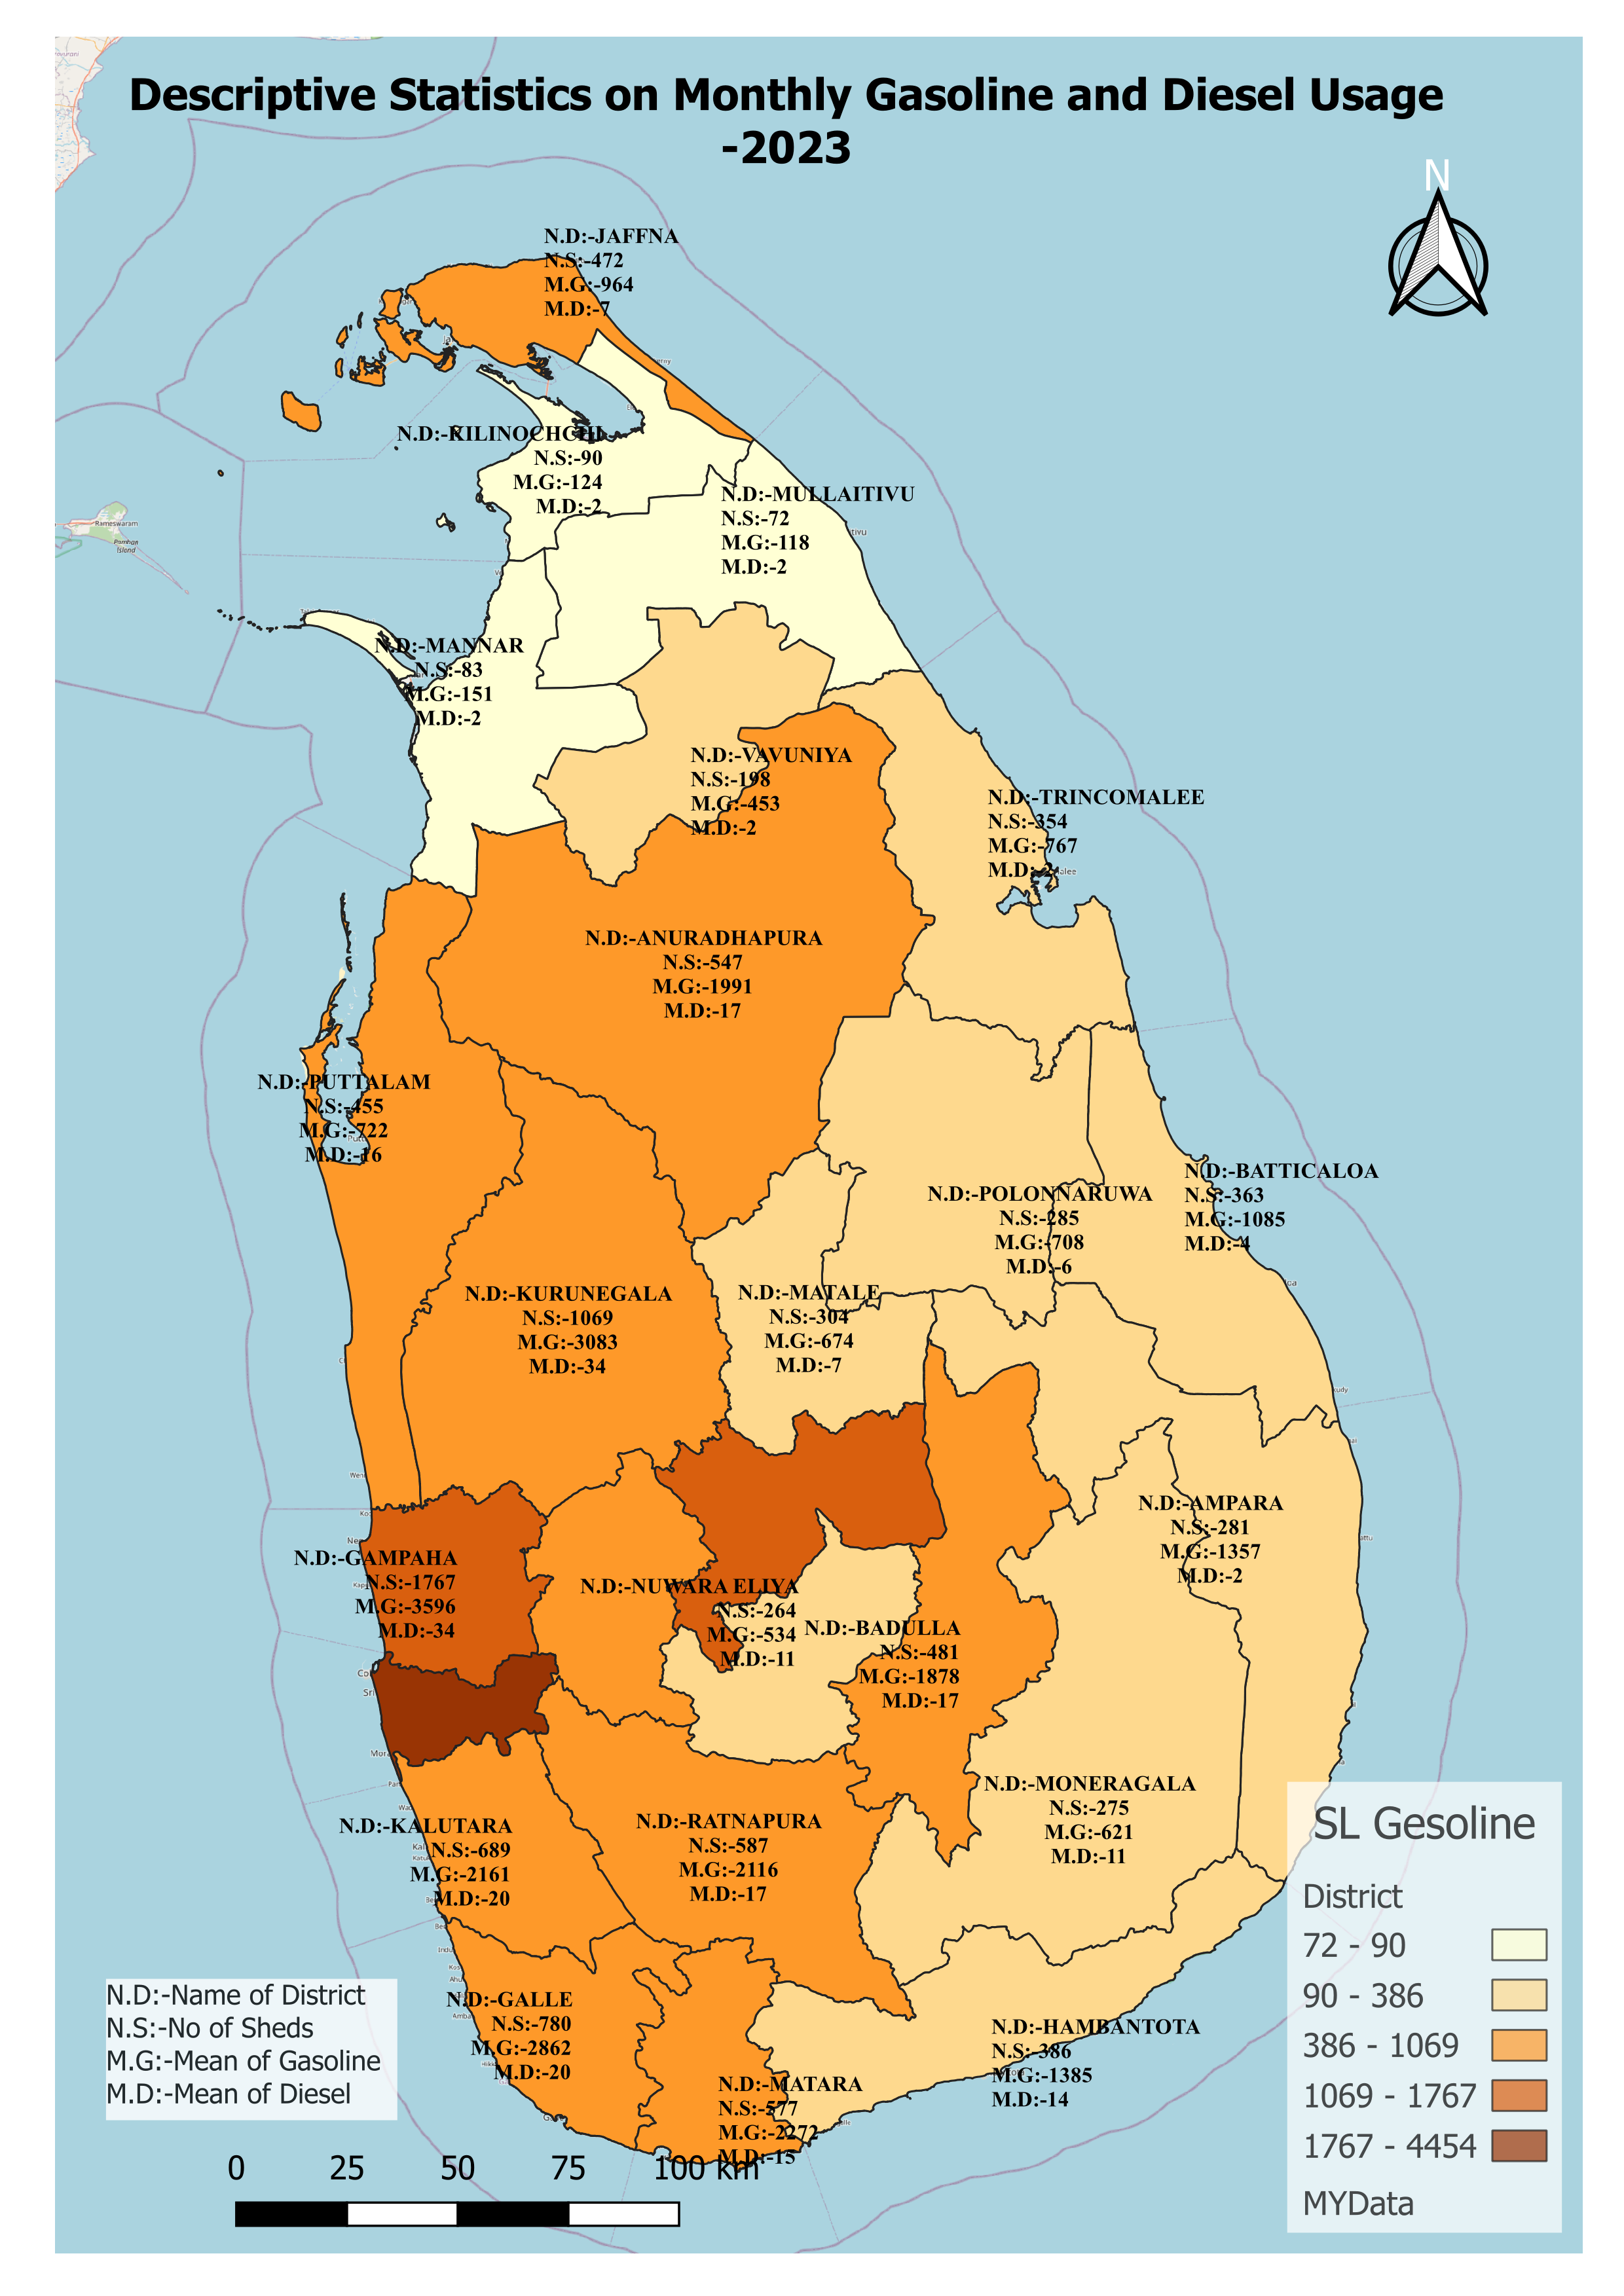 Descriptive Statistics on Monthly Gasoline and Diesel Usage
-2023
N
N.D:-JAFFNA
N.S:-472
M.G:-964
M.D:-7
N.D:-KILINOCHCHI
N.S:-90
M.G:-124
M.D:-2
N.D:-MULLAITIVU
N.S:-72
M.G:-118
M.D:-2
Rameswaram
Pamban
Island
N.D:-MANNAR
N.S:-83
M.G:-151
M.D:-2
N.D:-VAVUNIYA
N.S:-198
M.G:-453
M.D:-2
N.D:-TRINCOMALEE
N.S:-354
M.G:-767
N.D:-ANURADHAPURA
N.S:-547
M.G:-1991
M.D:-17
N.D:-PUTTALAM
N.S:-455
M.G:-722
M.D:-16
N.D:-BATTICALOA
N.S:-363
M.G:-1085
M.D:-4
N.D:-POLONNARUWA
N.S:-285
M.G:-708
M.D:-6
N.D:-KURUNEGALA
N.S:-1069
M.G:-3083
M.D:-34
N.D:-MATALE
N.S:-304
M.G:-674
M.D:-7
N.D:-AMPARA
N.S:-281
M.G:-1357
M.D:-2
N.D:-GAMPAHA
N.S:-1767
M.G:-3596
M.D:-34
N.D:-NUWARA ELIYA
N.S:-264
M.G:-534
M.D:-11
N.D:-BADULLA
N.S:-481
M.G:-1878
M.D:-17
N.D:-MONERAGALA
N.S:-275
M.G:-621
M.D:-11
N.D:-KALUTARA
N.S:-689
M.G:-2161
M.D:-20
N.D:-RATNAPURA
N.S:-587
M.G:-2116
M.D:-17
N.D:-GALLE
N.S:-780
M.G:-2862
M.D:-20
N.D:-HAMBANTOTA
N.S:-386
M.G:-1385
M.D:-14
N.D:-MATARA
N.S:-577
M.G:-2272
M.D:-15
N.D:-Name of District
N.S:-No of Sheds
M.G:-Mean of Gasoline
M.D:-Mean of Diesel
0 25 50 75 100 km
SL Gesoline
District
72 - 90
90 - 386
386 - 1069
1069 - 1767
1767 - 4454
MYData